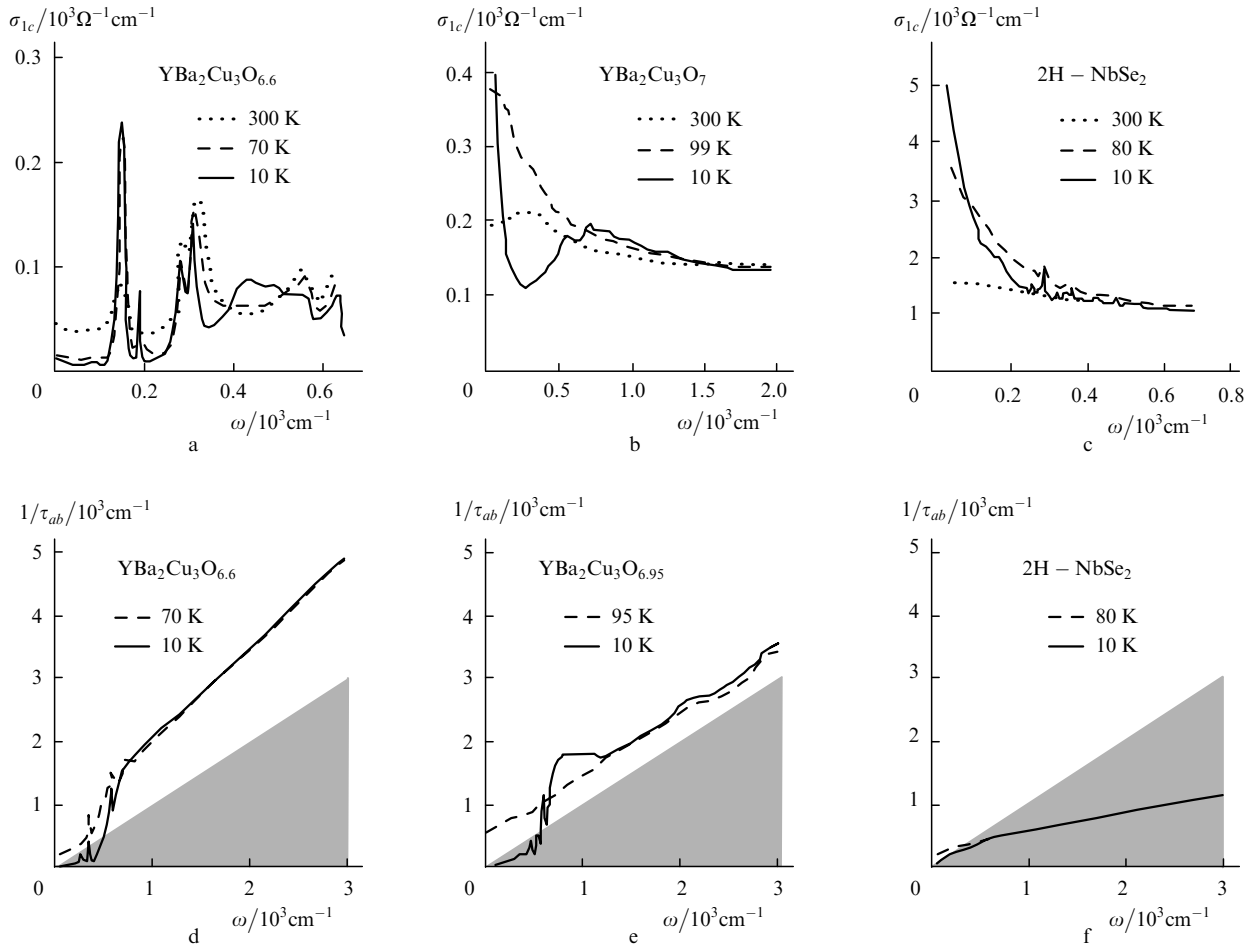 σ₁c/10³Ω⁻¹cm⁻¹
0.3
0.2
0.1
0
0.2
0.4
0.6
YBa₂Cu₃O₆.₆
300 K
70 K
10 K
ω/10³cm⁻¹
a
σ₁c/10³Ω⁻¹cm⁻¹
0.4
0.3
0.2
0.1
0
0.5
1.0
1.5
2.0
YBa₂Cu₃O₇
300 K
99 K
10 K
ω/10³cm⁻¹
b
σ₁c/10³Ω⁻¹cm⁻¹
5
4
3
2
1
0
0.2
0.4
0.6
0.8
2H − NbSe₂
300 K
80 K
10 K
ω/10³cm⁻¹
c
1/τab/10³cm⁻¹
5
4
3
2
1
0
1
2
3
YBa₂Cu₃O₆.₆
70 K
10 K
ω/10³cm⁻¹
d
1/τab/10³cm⁻¹
5
4
3
2
1
0
1
2
3
YBa₂Cu₃O₆.₉₅
95 K
10 K
ω/10³cm⁻¹
e
1/τab/10³cm⁻¹
5
4
3
2
1
0
1
2
3
2H − NbSe₂
80 K
10 K
ω/10³cm⁻¹
f